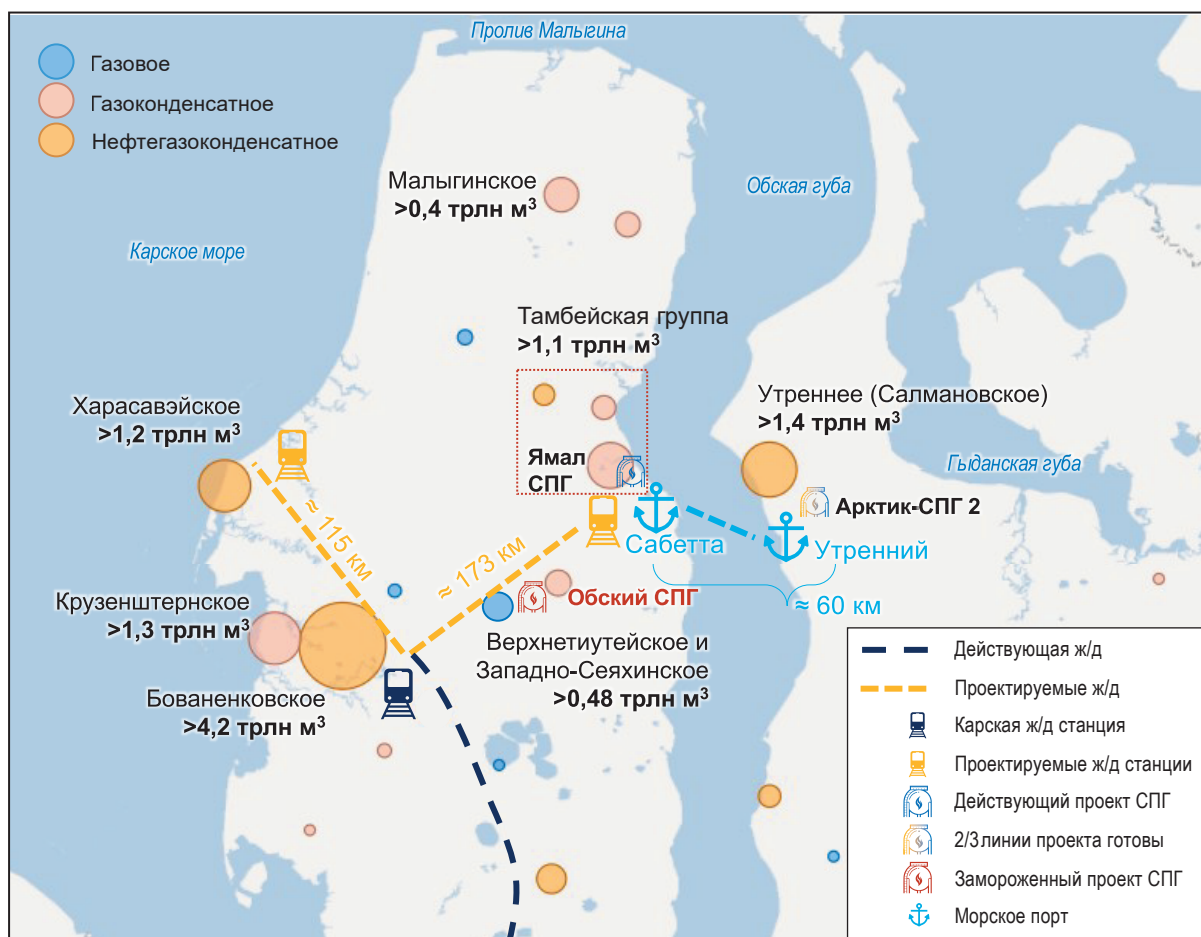 Пролив Малыгина
Газовое
Газоконденсатное
Нефтегазоконденсатное
Малыгинское
>0,4 трлн м³
Обская губа
Карское море
Тамбейская группа
>1,1 трлн м³
Харасавэйское
>1,2 трлн м³
Утреннее (Салмановское)
>1,4 трлн м³
Ямал
СПГ
Гыданская губа
Арктик-СПГ 2
Сабетта
Утренний
≈ 115 км
≈ 173 км
≈ 60 км
Обский СПГ
Крузенштернское
>1,3 трлн м³
Верхнетиутейское и
Западно-Сеяхинское
>0,48 трлн м³
Бованенковское
>4,2 трлн м³
Действующая ж/д
Проектируемые ж/д
Карская ж/д станция
Проектируемые ж/д станции
Действующий проект СПГ
2/3 линии проекта готовы
Замороженный проект СПГ
Морское порт